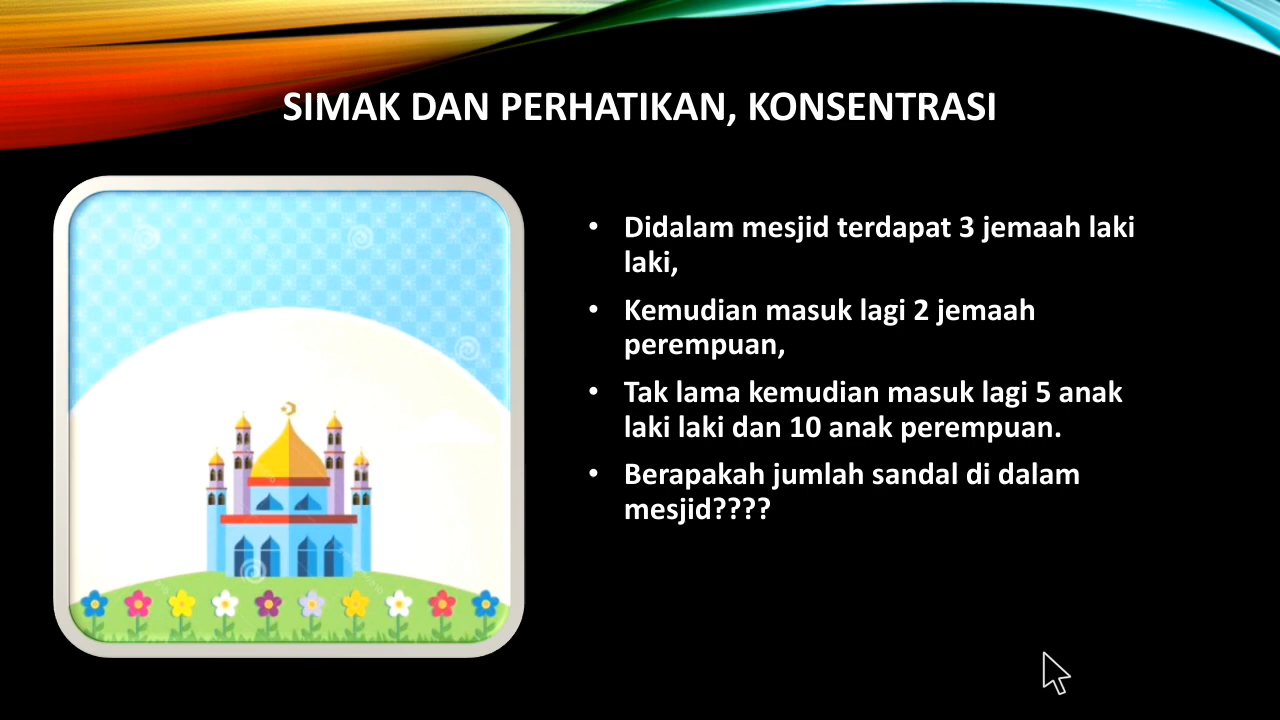 SIMAK DAN PERHATIKAN, KONSENTRASI
• Didalam mesjid terdapat 3 jemaah laki
laki,
• Kemudian masuk lagi 2 jemaah
perempuan,
• Tak lama kemudian masuk lagi 5 anak
laki laki dan 10 anak perempuan.
• Berapakah jumlah sandal di dalam
mesjid????